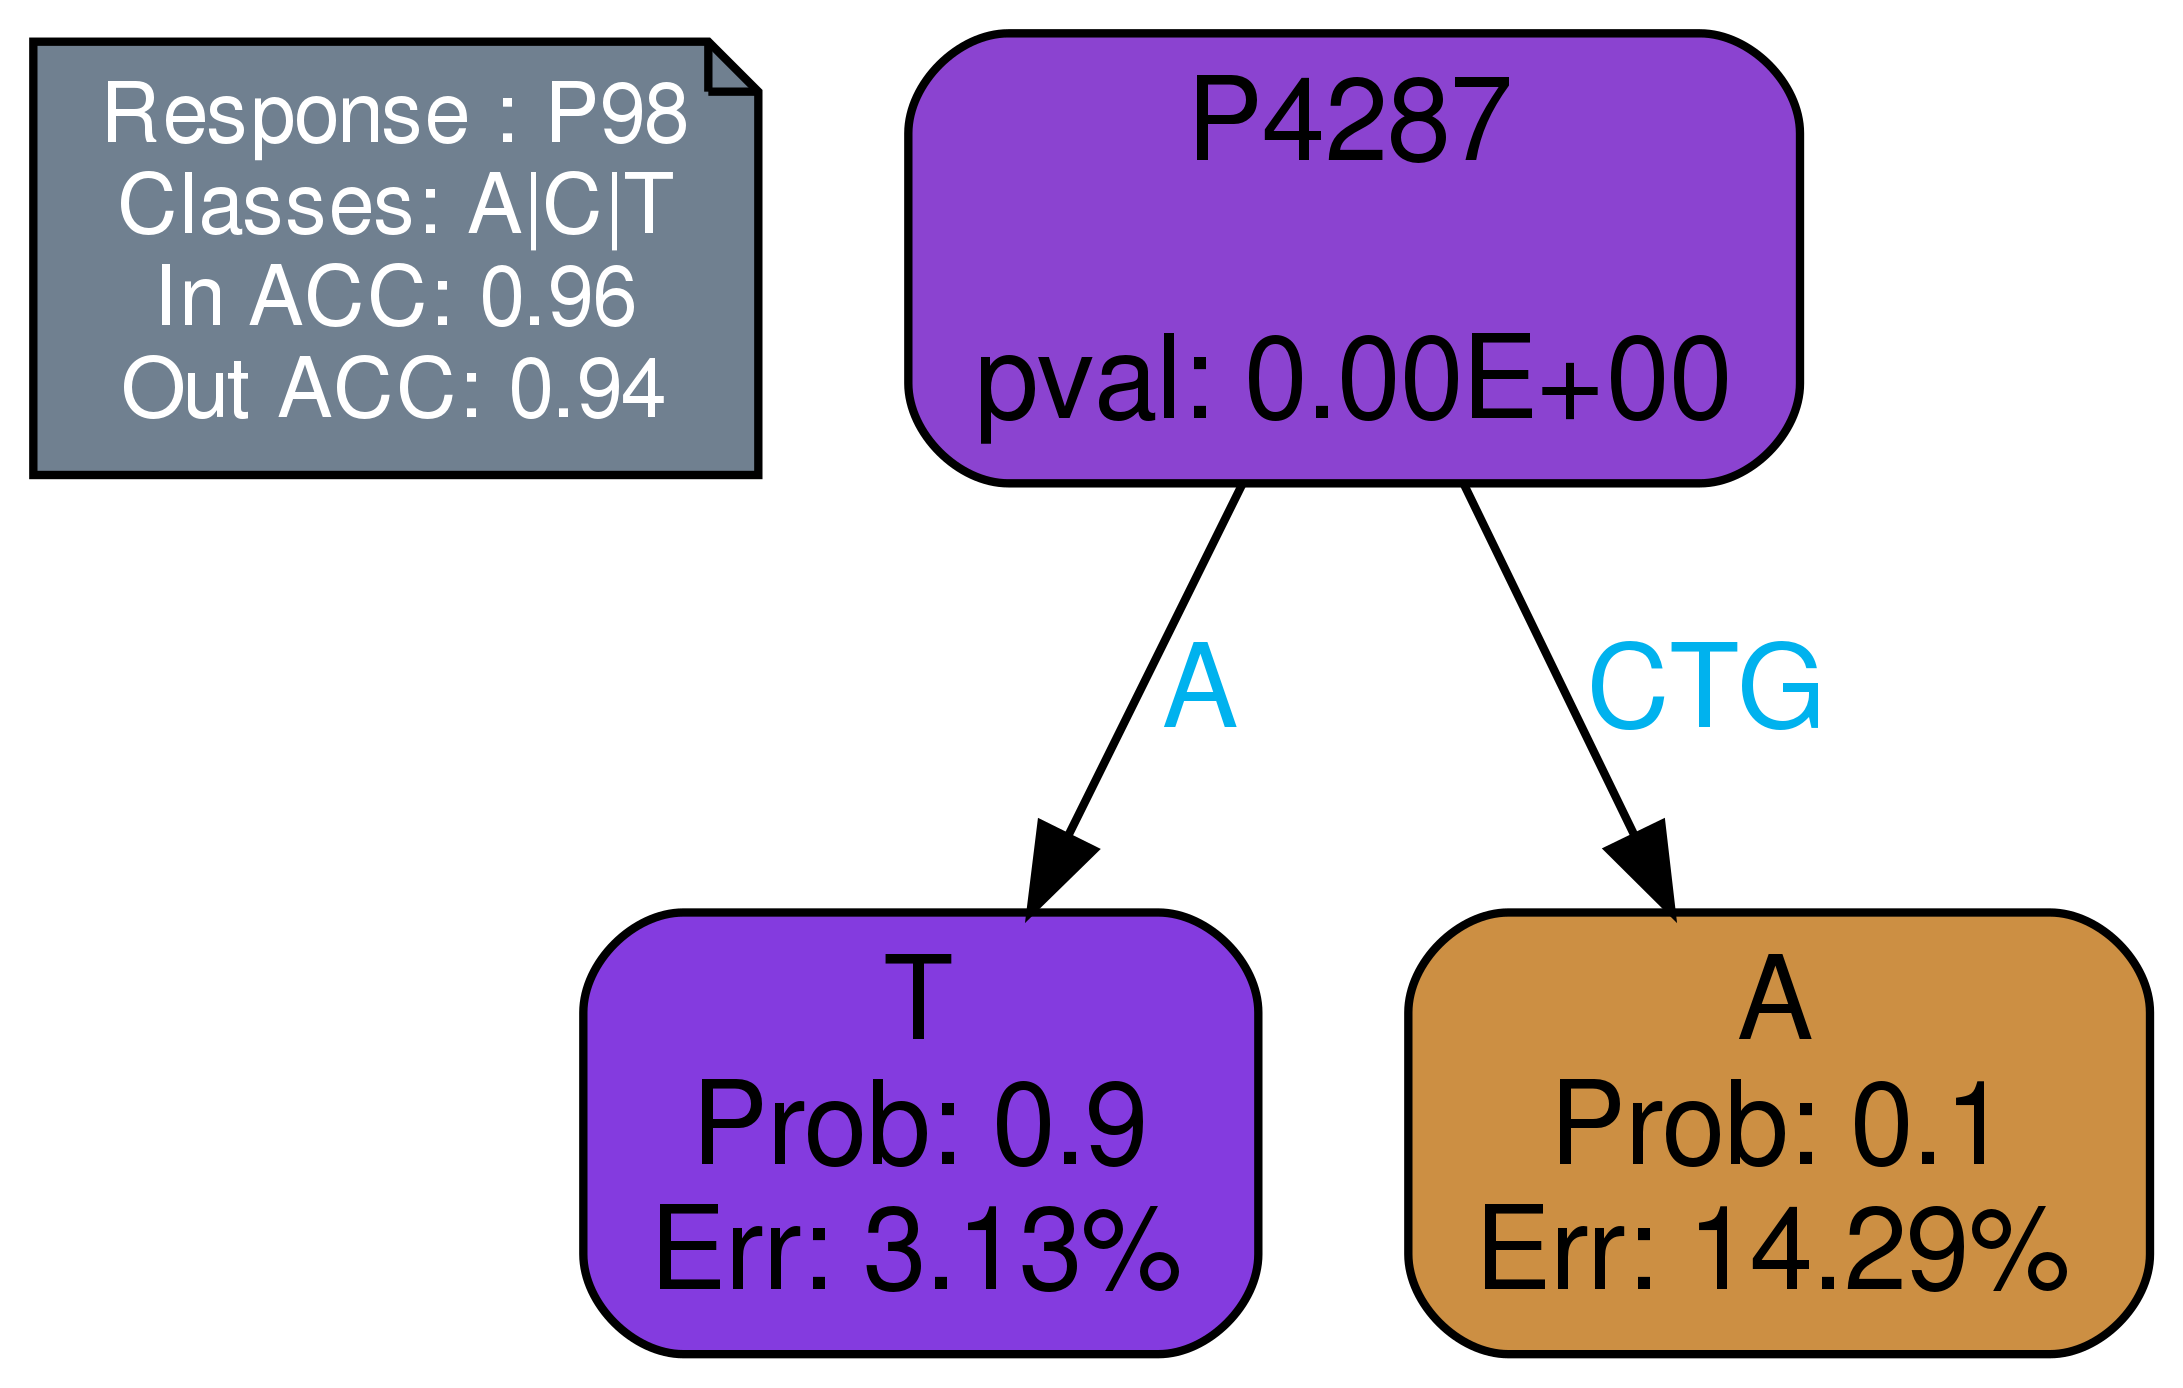 Response : P98
Classes: A|C|T
In ACC: 0.96
Out ACC: 0.94
P4287
pval: 0.00E+00
A
CTG
T
Prob: 0.9
Err: 3.13%
A
Prob: 0.1
Err: 14.29%